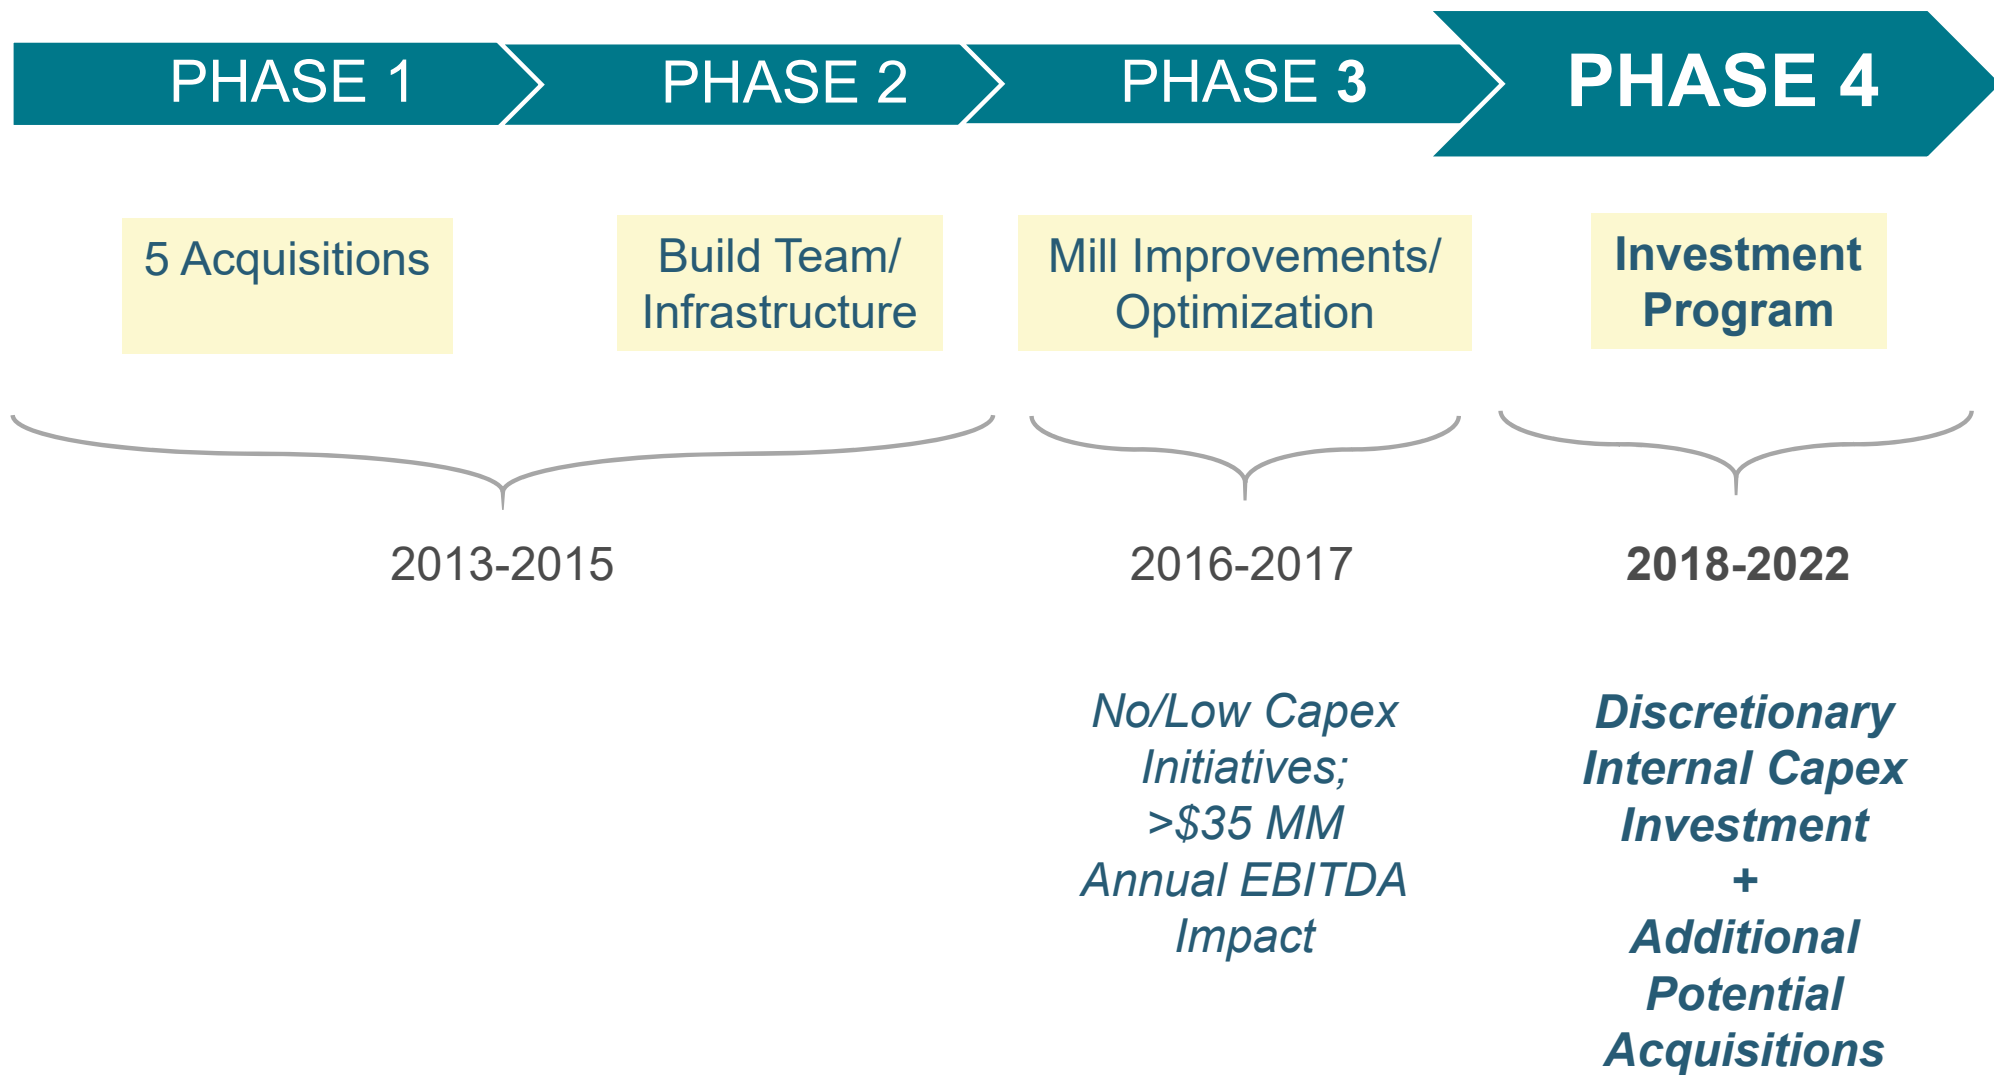 PHASE 1
PHASE 2
PHASE 3
PHASE 4
5 Acquisitions
Build Team/
Infrastructure
Mill Improvements/
Optimization
Investment
Program
2013-2015
2016-2017
2018-2022
No/Low Capex
Initiatives;
>$35 MM
Annual EBITDA
Impact
Discretionary
Internal Capex
Investment
+
Additional
Potential
Acquisitions